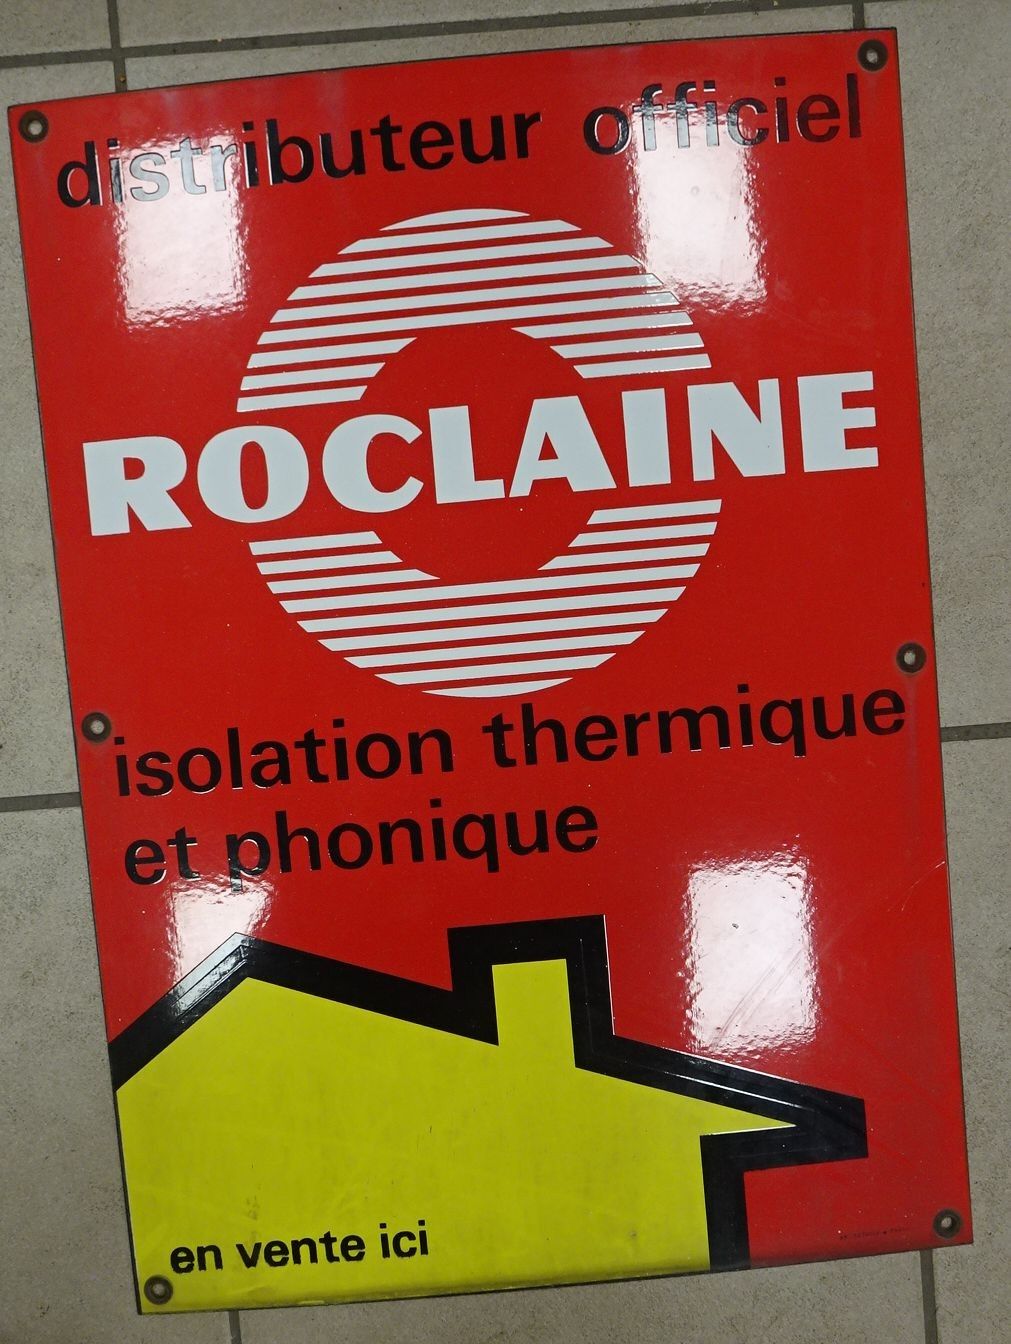 distributeur officiel
ROCLAINE
isolation thermique
et phonique
en vente ici